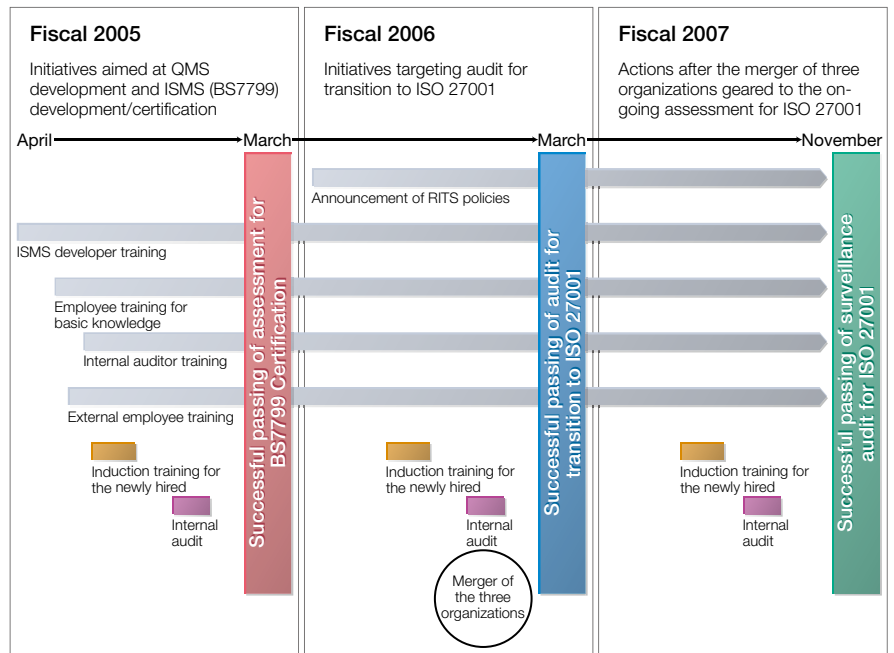 Fiscal 2005
Initiatives aimed at QMS
development and ISMS (BS7799)
development/certification
Fiscal 2006
Initiatives targeting audit for
transition to ISO 27001
Fiscal 2007
Actions after the merger of three
organizations geared to the on-
going assessment for ISO 27001
April
March
March
November
Announcement of RITS policies
ISMS developer training
Employee training for
basic knowledge
Internal auditor training
External employee training
Induction training for
the newly hired
Internal
audit
Successful passing of assessment for
BS7799 Certification
Induction training for
the newly hired
Internal
audit
Merger of
the three
organizations
Successful passing of audit for
transition to ISO 27001
Induction training for
the newly hired
Internal
audit
Successful passing of surveillance
audit for ISO 27001